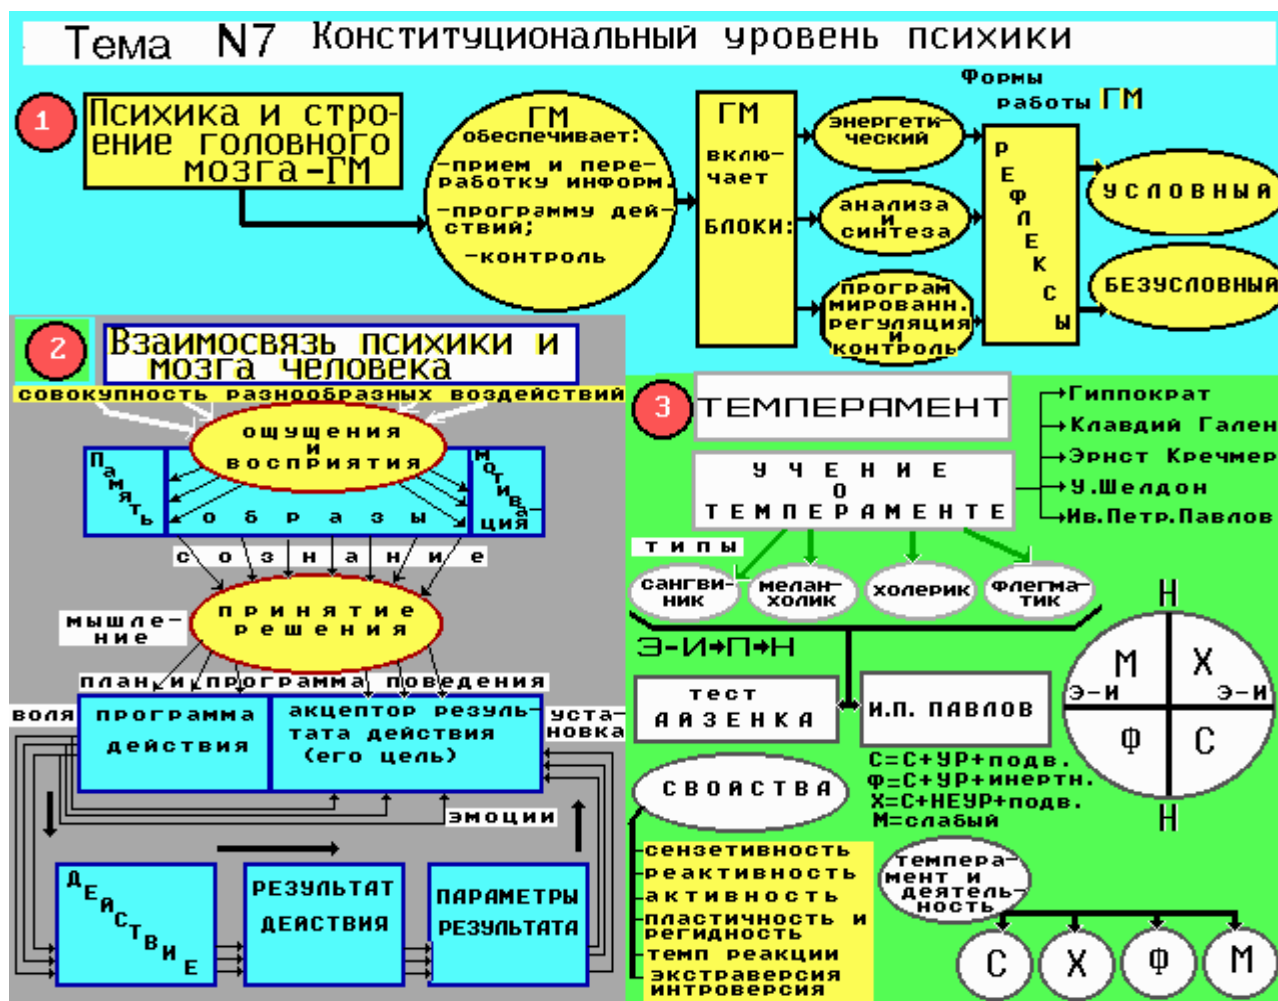 Тема N7 Конституциональный уровень психики
1
Психика и стро-
ение головного
мозга-ГМ
ГМ
обеспечивает:
-прием и пере-
работку информ.
-программу дей-
ствий;
-контроль
ГМ
вклю-
чает
БЛОКИ:
энергети-
ческий
анализа
и
синтеза
програм
мированн.
регуляция
и
контроль
Формы
работы ГМ
РЕФЛЕКСЫ
УСЛОВНЫЙ
БЕЗУСЛОВНЫЙ
2
Взаимосвязь психики и
мозга человека
совокупность разнообразных воздействий
ощущения
и
восприятия
Память
Мотива-
ция
образы
сознание
принятие
решения
мышле-
ние
план и программа поведения
воля
программа
действия
акцептор резуль-
тата действия
(его цель)
уста-
новка
эмоции
ДЕЙСТВИЕ
РЕЗУЛЬТАТ
ДЕЙСТВИЯ
ПАРАМЕТРЫ
РЕЗУЛЬТАТА
3
ТЕМПЕРАМЕНТ
УЧЕНИЕ
О
ТЕМПЕРАМЕНТЕ
Гиппократ
Клавдий Гален
Эрнст Кречмер
У.Шелдон
Ив.Петр.Павлов
типы
сангви-
ник
мелан-
холик
холерик
флегма-
тик
Э-И→П→Н
тест
АЙЗЕНКА
И.П. ПАВЛОВ
С=С+УР+подв.
Ф=С+УР+инертн.
Х=С+НЕУР+подв.
М=слабый
Н
М
Х
Э-И
Э-И
Ф
С
Н
СВОЙСТВА
сензетивность
реактивность
активность
пластичность и
регидность
темп реакции
экстраверсия
интроверсия
темпера-
мент и
деятель-
ность
С
Х
Ф
М